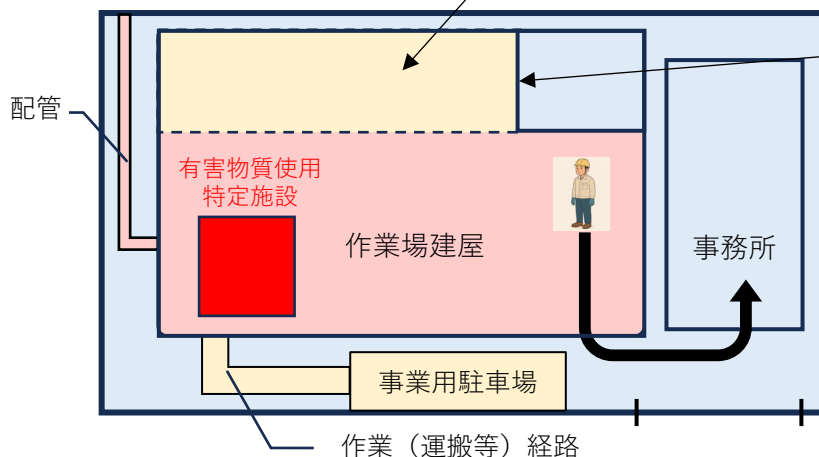 配管
有害物質使用
特定施設
作業場建屋
事務所
事業用駐車場
作業（運搬等）経路